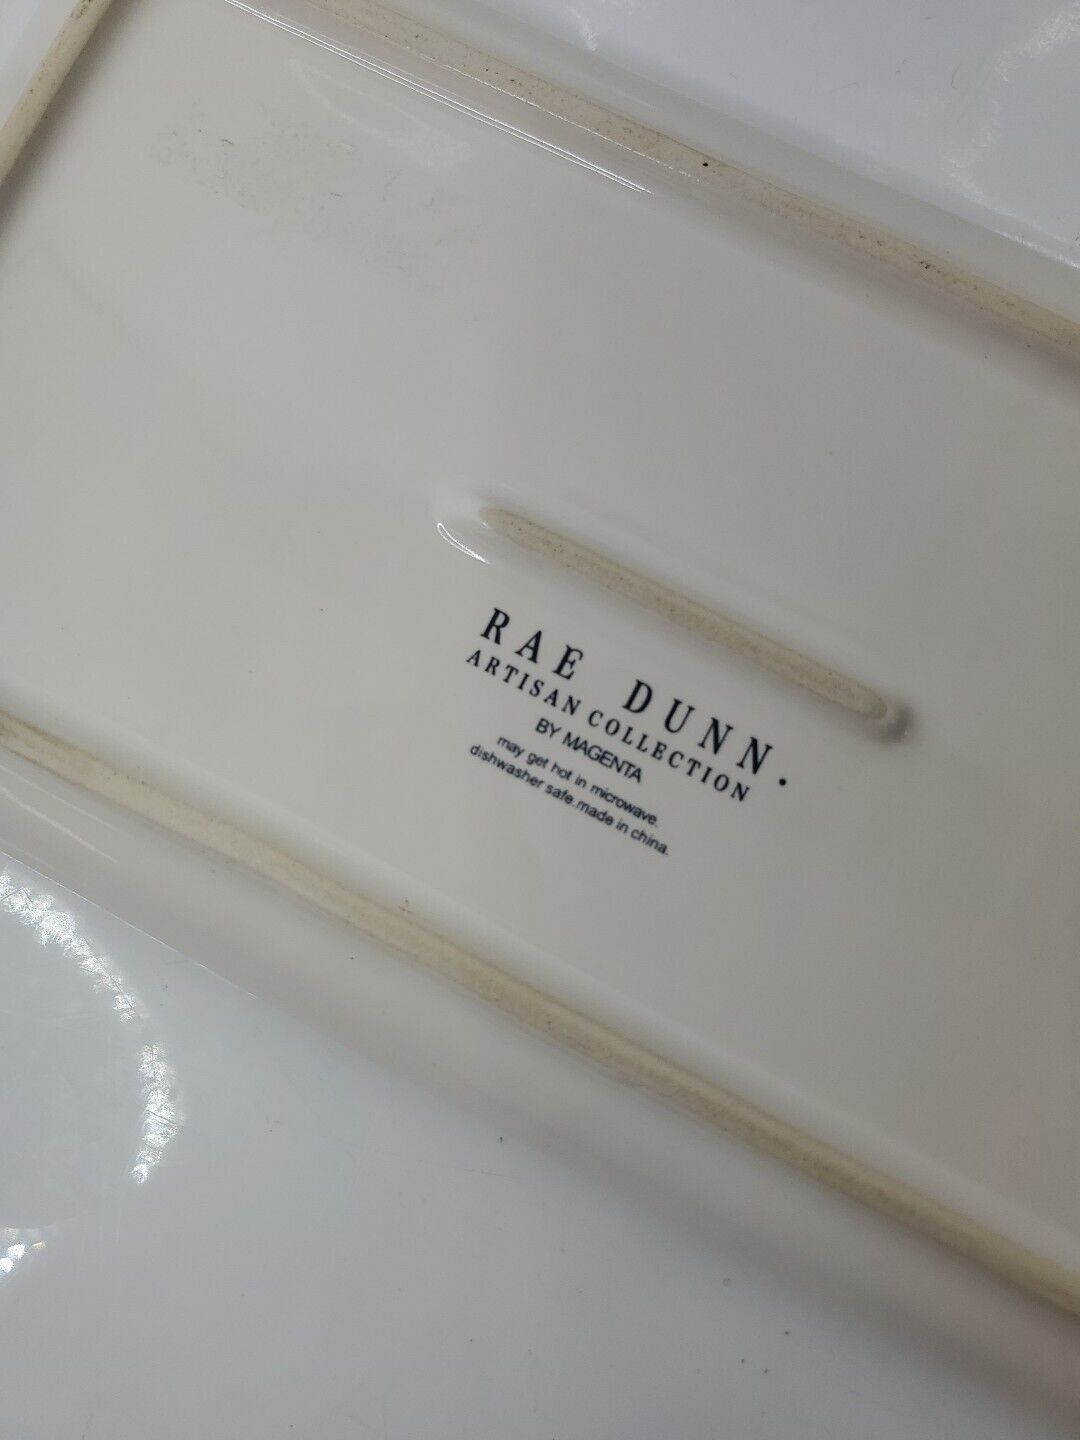 RAE DUNN.
ARTISAN COLLECTION
BY MAGENTA
may get hot in microwave.
dishwasher safe.made in china.